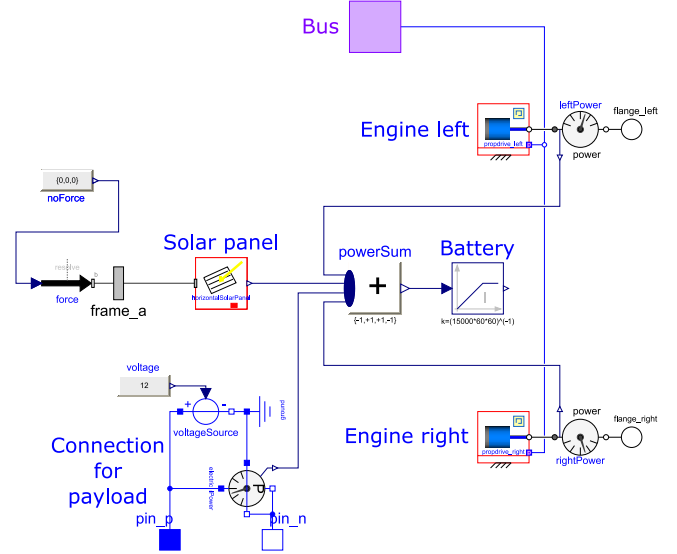 Bus
leftPower
flange_left
Engine left
propdrive_left
power
{0,0,0}
noForce
Solar panel
powerSum
Battery
resolve
b
force
horizontalSolarPanel
+
I
frame_a
{-1,+1,+1,-1}
k=(15000*60*60)^(-1)
voltage
12
+
-
ground
voltageSource
power
flange_right
Connection
for
payload
electricalPower
P
Engine right
propdrive_right
rightPower
pin_p
pin_n